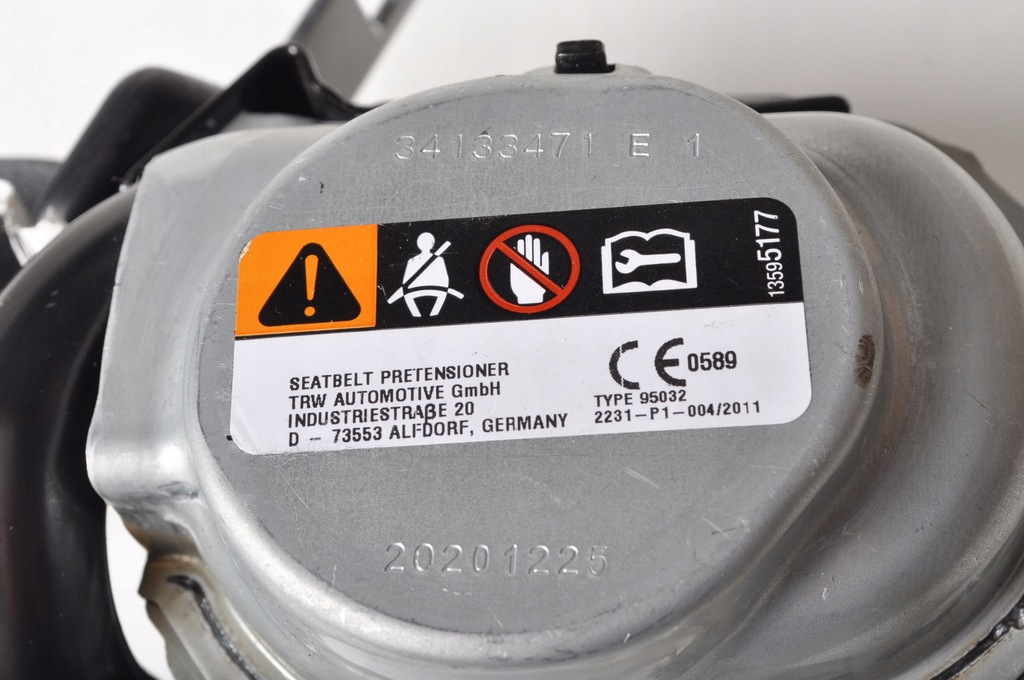 34133471 E 1
13595177
SEATBELT PRETENSIONER
TRW AUTOMOTIVE GmbH
INDUSTRIESTRAßE 20
D - 73553 ALFDORF, GERMANY
CE 0589
TYPE 95032
2231-P1-004/2011
20201225